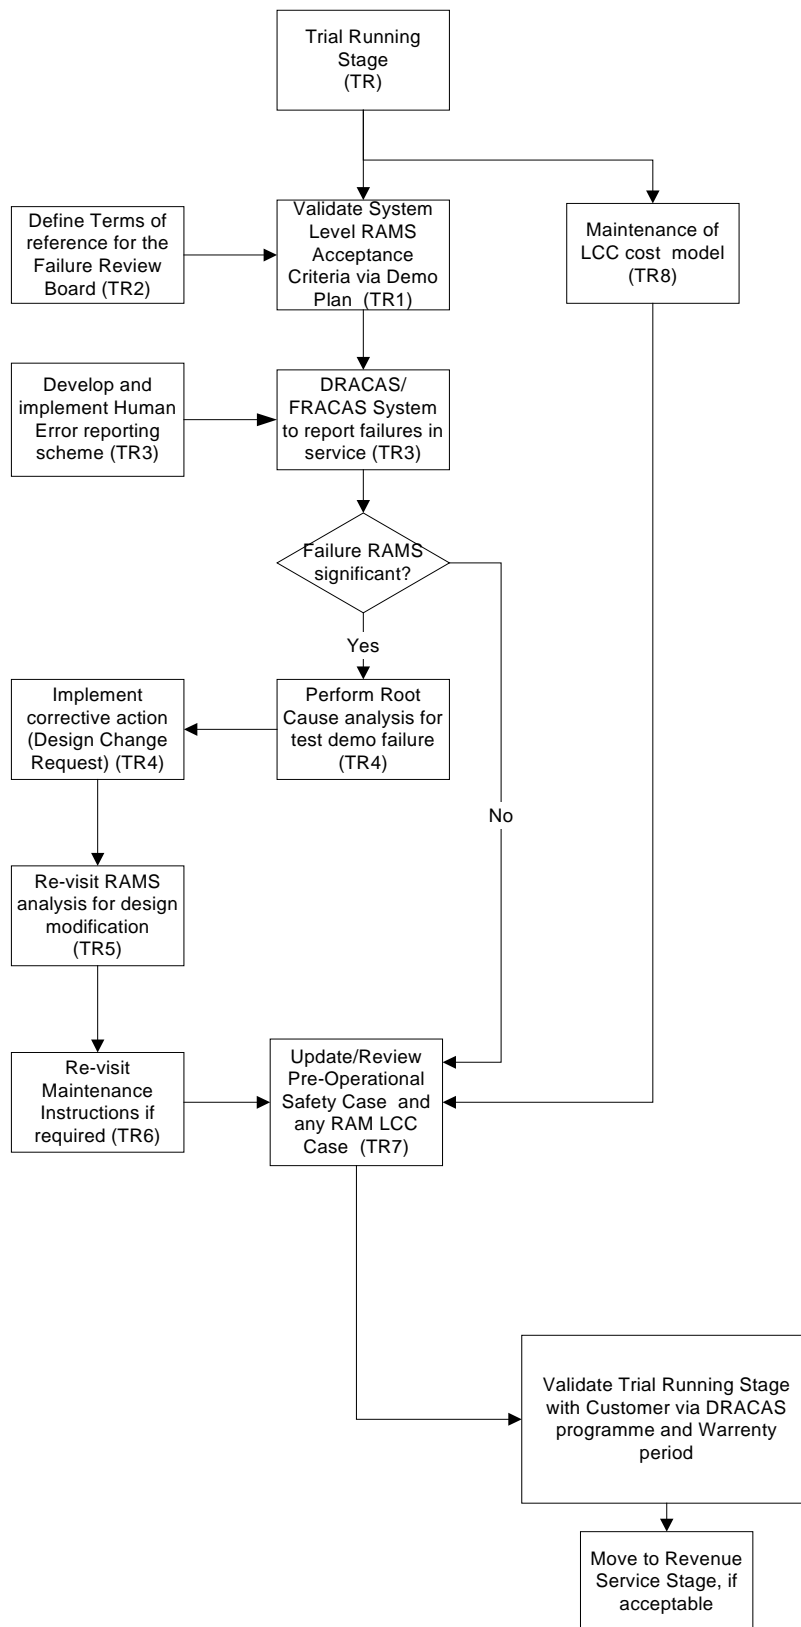 Trial Running
Stage
(TR)
Define Terms of
reference for the
Failure Review
Board (TR2)
Validate System
Level RAMS
Acceptance
Criteria via Demo
Plan (TR1)
Maintenance of
LCC cost model
(TR8)
Develop and
implement Human
Error reporting
scheme (TR3)
DRACAS/
FRACAS System
to report failures in
service (TR3)
Failure RAMS
significant?
Yes
Implement
corrective action
(Design Change
Request) (TR4)
Perform Root
Cause analysis for
test demo failure
(TR4)
No
Re-visit RAMS
analysis for design
modification
(TR5)
Re-visit
Maintenance
Instructions if
required (TR6)
Update/Review
Pre-Operational
Safety Case and
any RAM LCC
Case (TR7)
Validate Trial Running Stage
with Customer via DRACAS
programme and Warrenty
period
Move to Revenue
Service Stage, if
acceptable